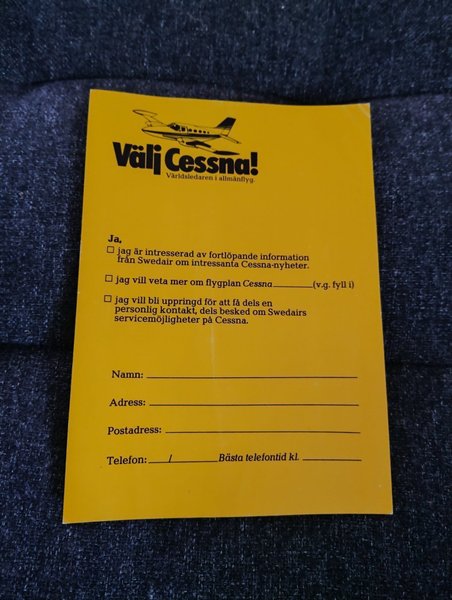 Välj Cessna!
Världsledaren i allmänflyg.
Ja,
jag är intresserad av fortlöpande information
från Swedair om intressanta Cessna-nyheter.
jag vill veta mer om flygplan Cessna________(v.g. fyll i)
jag vill bli uppringd för att få dels en
personlig kontakt, dels besked om Swedairs
servicemöjligheter på Cessna.
Namn:
Adress:
Postadress:
Telefon: / Bästa telefontid kl.